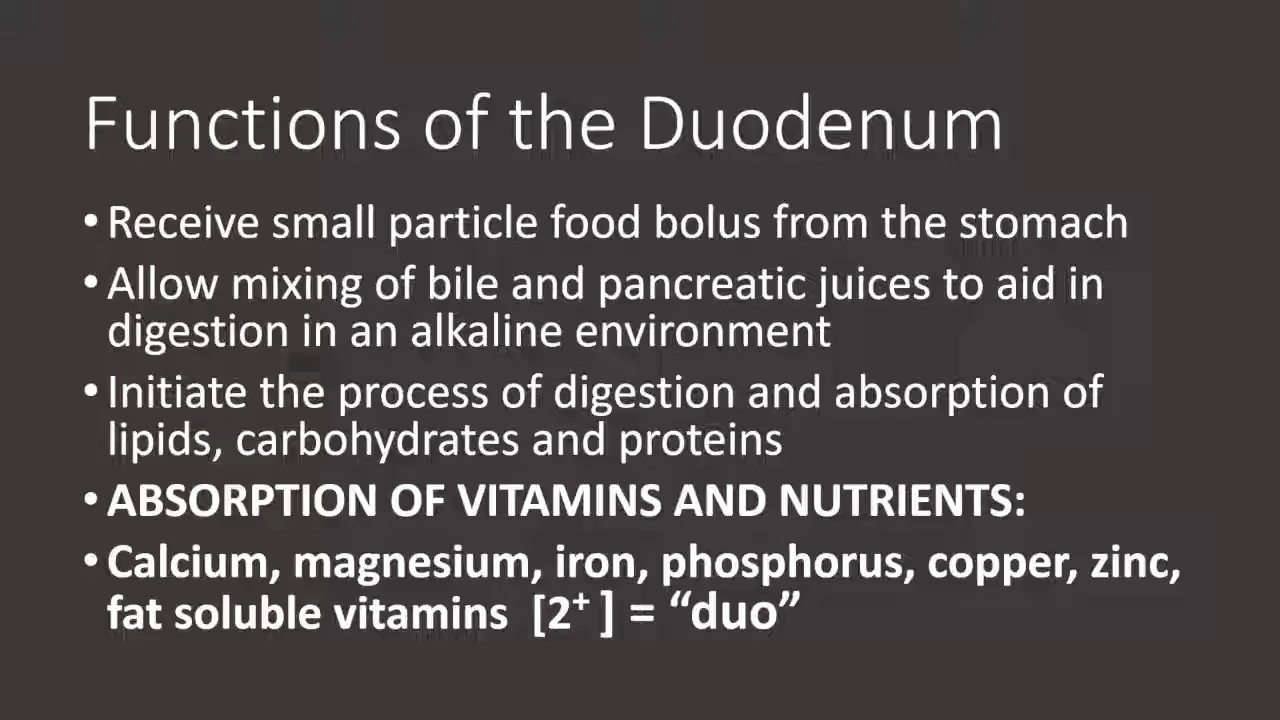 Functions of the Duodenum
• Receive small particle food bolus from the stomach
• Allow mixing of bile and pancreatic juices to aid in
digestion in an alkaline environment
• Initiate the process of digestion and absorption of
lipids, carbohydrates and proteins
• ABSORPTION OF VITAMINS AND NUTRIENTS:
• Calcium, magnesium, iron, phosphorus, copper, zinc,
fat soluble vitamins [2⁺ ] = “duo”